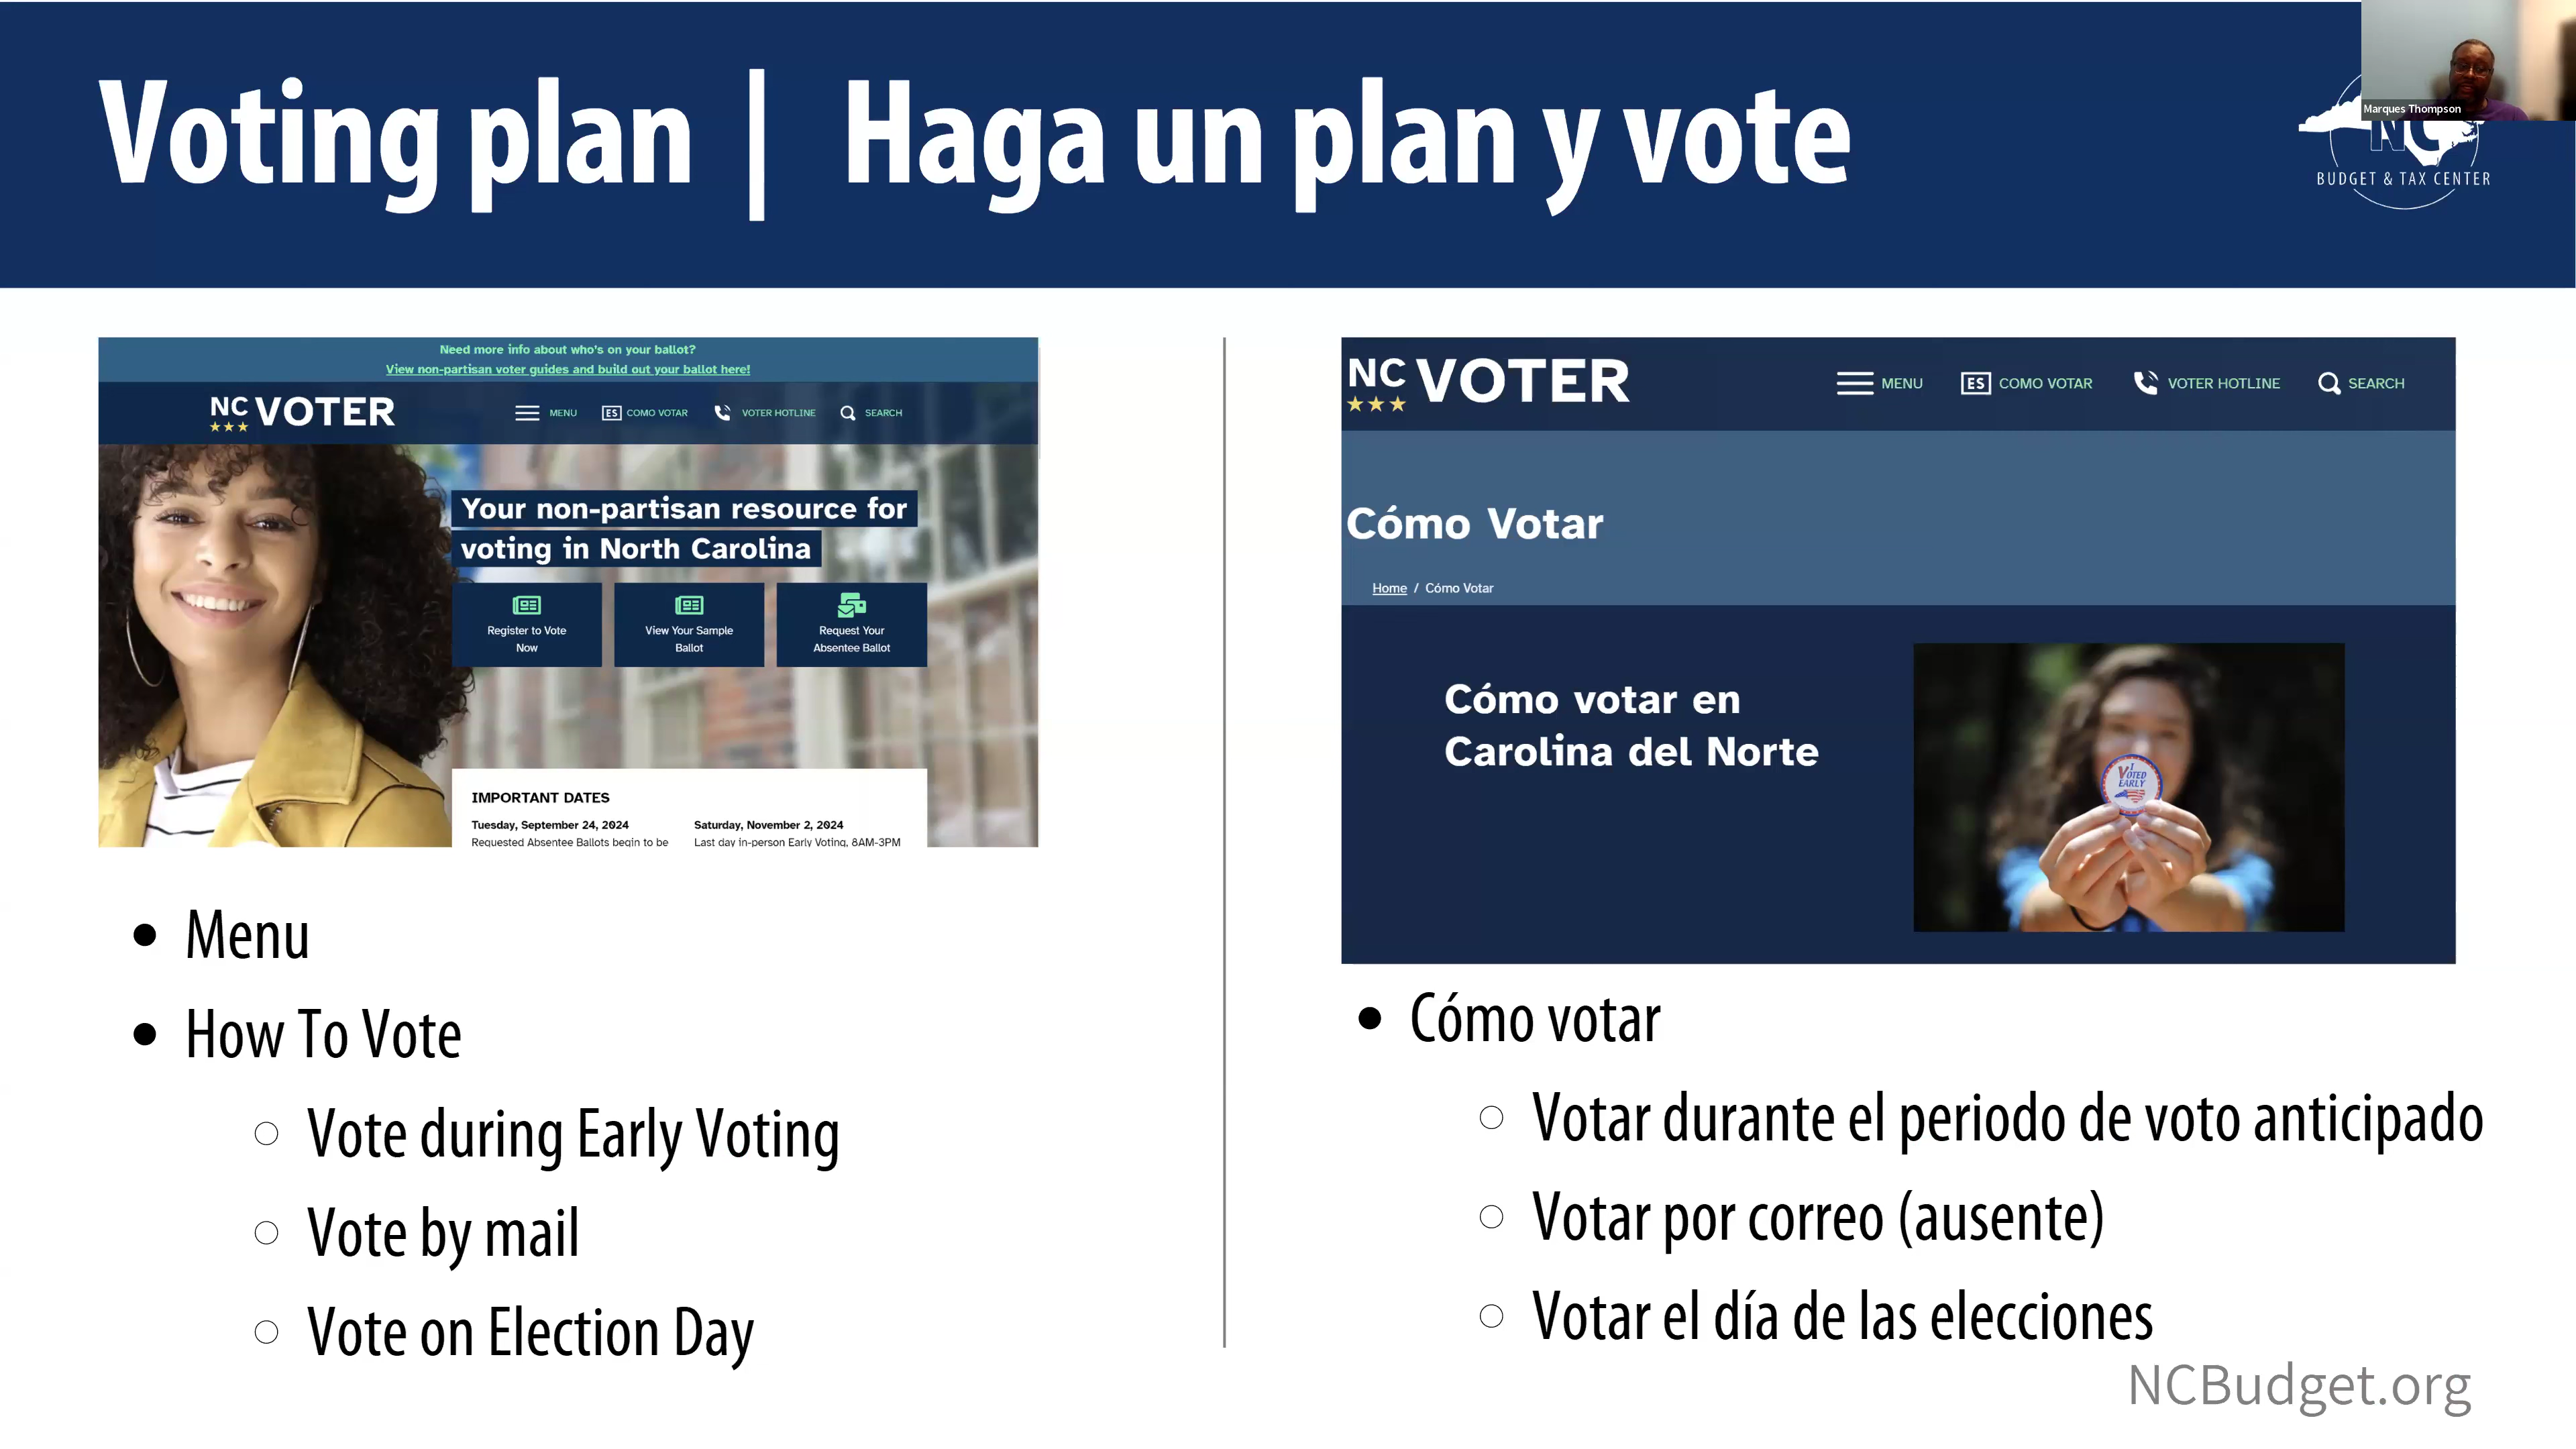 Voting plan | Haga un plan y vote
Marques Thompson
NC
BUDGET & TAX CENTER
Need more info about who's on your ballot?
View non-partisan voter guides and build out your ballot here!
NC VOTER
MENU
ES COMO VOTAR
VOTER HOTLINE
SEARCH
Your non-partisan resource for
voting in North Carolina
Register to Vote
Now
View Your Sample
Ballot
Request Your
Absentee Ballot
IMPORTANT DATES
Tuesday, September 24, 2024
Requested Absentee Ballots begin to be
Saturday, November 2, 2024
Last day in-person Early Voting, 8AM-3PM
• Menu
• How To Vote
○ Vote during Early Voting
○ Vote by mail
○ Vote on Election Day
NC VOTER
MENU
ES COMO VOTAR
VOTER HOTLINE
SEARCH
Cómo Votar
Home / Cómo Votar
Cómo votar en
Carolina del Norte
I
VOTED
EARLY
• Cómo votar
○ Votar durante el periodo de voto anticipado
○ Votar por correo (ausente)
○ Votar el día de las elecciones
NCBudget.org